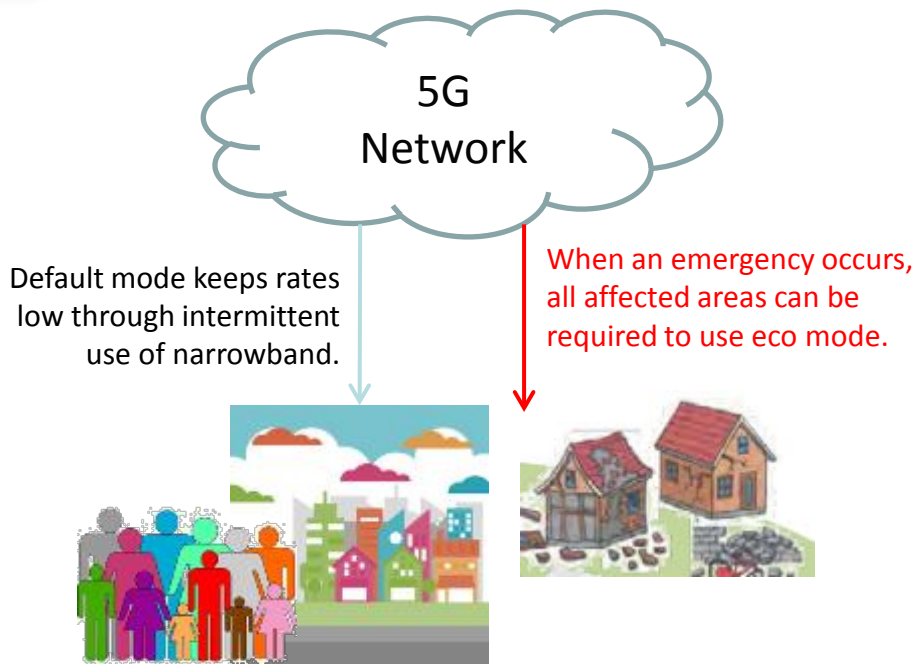 5G
Network
Default mode keeps rates
low through intermittent
use of narrowband.
When an emergency occurs,
all affected areas can be
required to use eco mode.